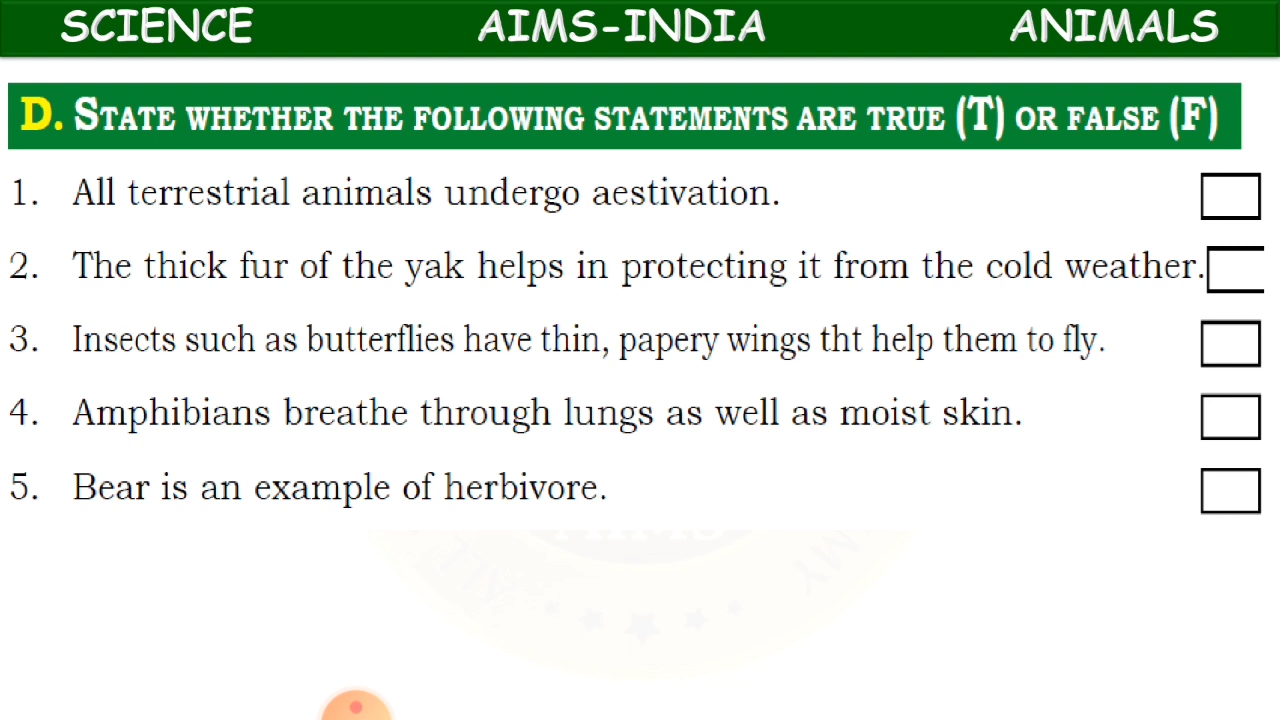 SCIENCE AIMS-INDIA ANIMALS
D. STATE WHETHER THE FOLLOWING STATEMENTS ARE TRUE (T) OR FALSE (F)
1. All terrestrial animals undergo aestivation.
2. The thick fur of the yak helps in protecting it from the cold weather.
3. Insects such as butterflies have thin, papery wings tht help them to fly.
4. Amphibians breathe through lungs as well as moist skin.
5. Bear is an example of herbivore.
AIMS